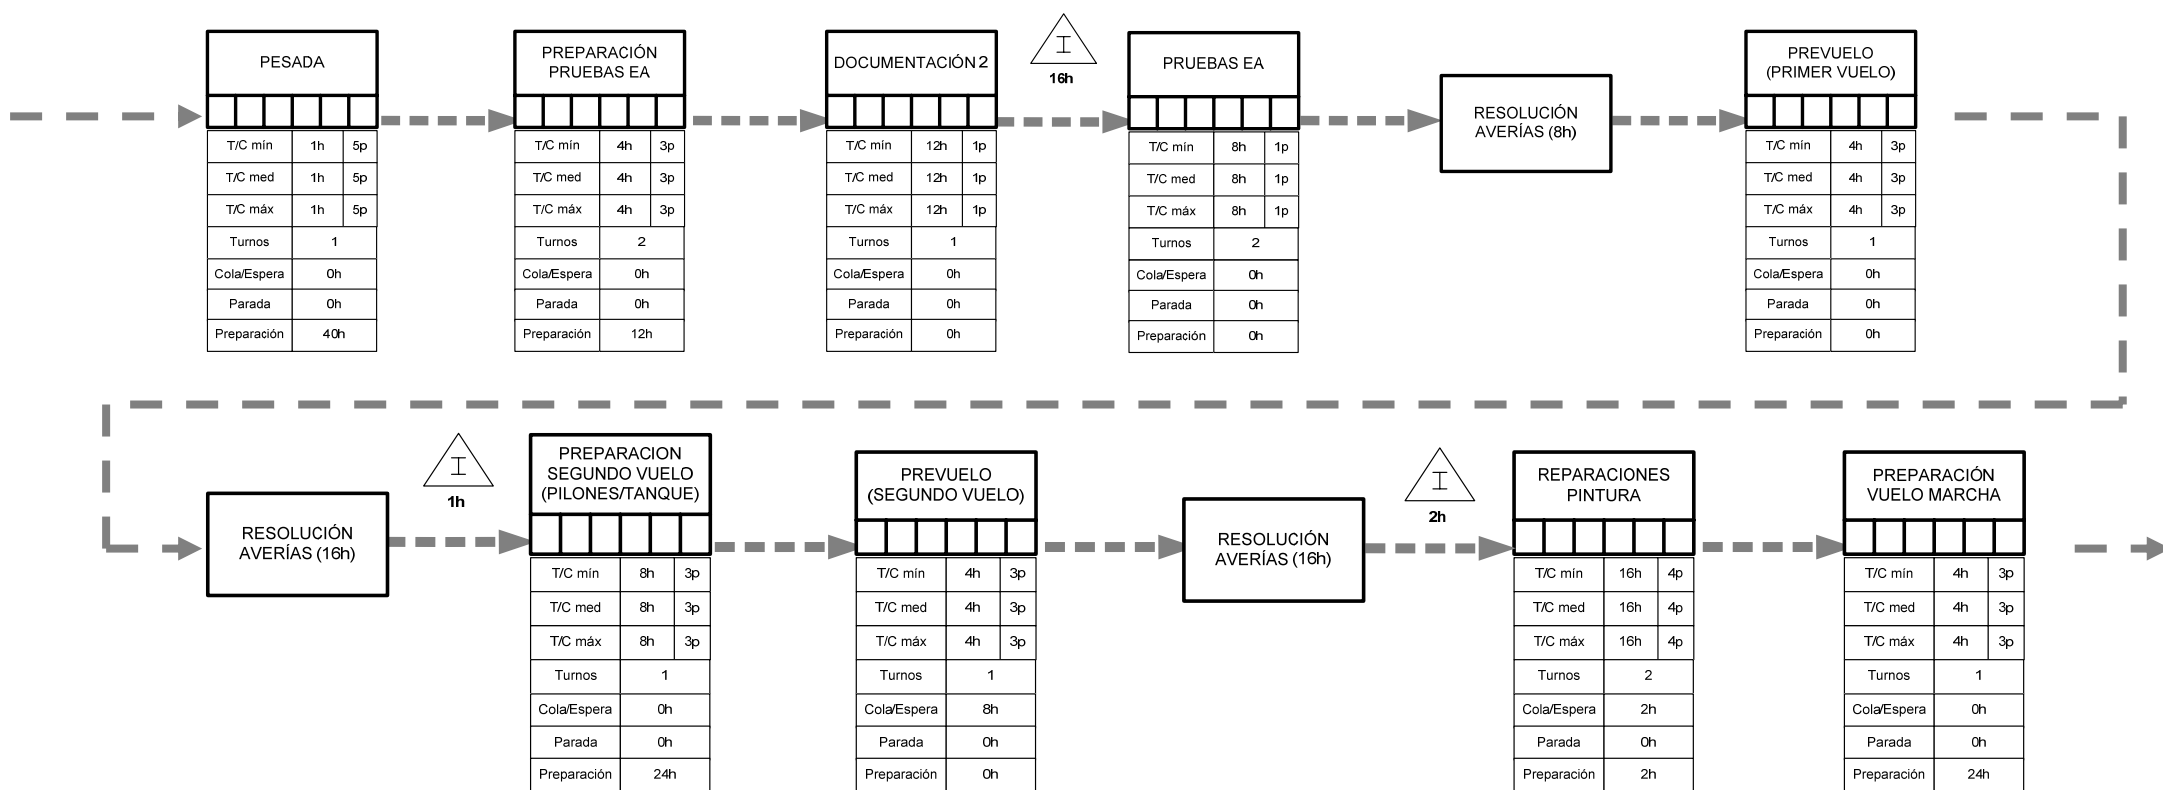 PESADA
T/C mín 1h 5p
T/C med 1h 5p
T/C máx 1h 5p
Turnos 1
Cola/Espera 0h
Parada 0h
Preparación 40h
PREPARACIÓN
PRUEBAS EA
T/C mín 4h 3p
T/C med 4h 3p
T/C máx 4h 3p
Turnos 2
Cola/Espera 0h
Parada 0h
Preparación 12h
DOCUMENTACIÓN 2
T/C mín 12h 1p
T/C med 12h 1p
T/C máx 12h 1p
Turnos 1
Cola/Espera 0h
Parada 0h
Preparación 0h
I
16h
PRUEBAS EA
T/C mín 8h 1p
T/C med 8h 1p
T/C máx 8h 1p
Turnos 2
Cola/Espera 0h
Parada 0h
Preparación 0h
RESOLUCIÓN
AVERÍAS (8h)
PREVUELO
(PRIMER VUELO)
T/C mín 4h 3p
T/C med 4h 3p
T/C máx 4h 3p
Turnos 1
Cola/Espera 0h
Parada 0h
Preparación 0h
RESOLUCIÓN
AVERÍAS (16h)
I
1h
PREPARACION
SEGUNDO VUELO
(PILONES/TANQUE)
T/C mín 8h 3p
T/C med 8h 3p
T/C máx 8h 3p
Turnos 1
Cola/Espera 0h
Parada 0h
Preparación 24h
PREVUELO
(SEGUNDO VUELO)
T/C mín 4h 3p
T/C med 4h 3p
T/C máx 4h 3p
Turnos 1
Cola/Espera 8h
Parada 0h
Preparación 0h
RESOLUCIÓN
AVERÍAS (16h)
I
2h
REPARACIONES
PINTURA
T/C mín 16h 4p
T/C med 16h 4p
T/C máx 16h 4p
Turnos 2
Cola/Espera 2h
Parada 0h
Preparación 2h
PREPARACIÓN
VUELO MARCHA
T/C mín 4h 3p
T/C med 4h 3p
T/C máx 4h 3p
Turnos 1
Cola/Espera 0h
Parada 0h
Preparación 24h